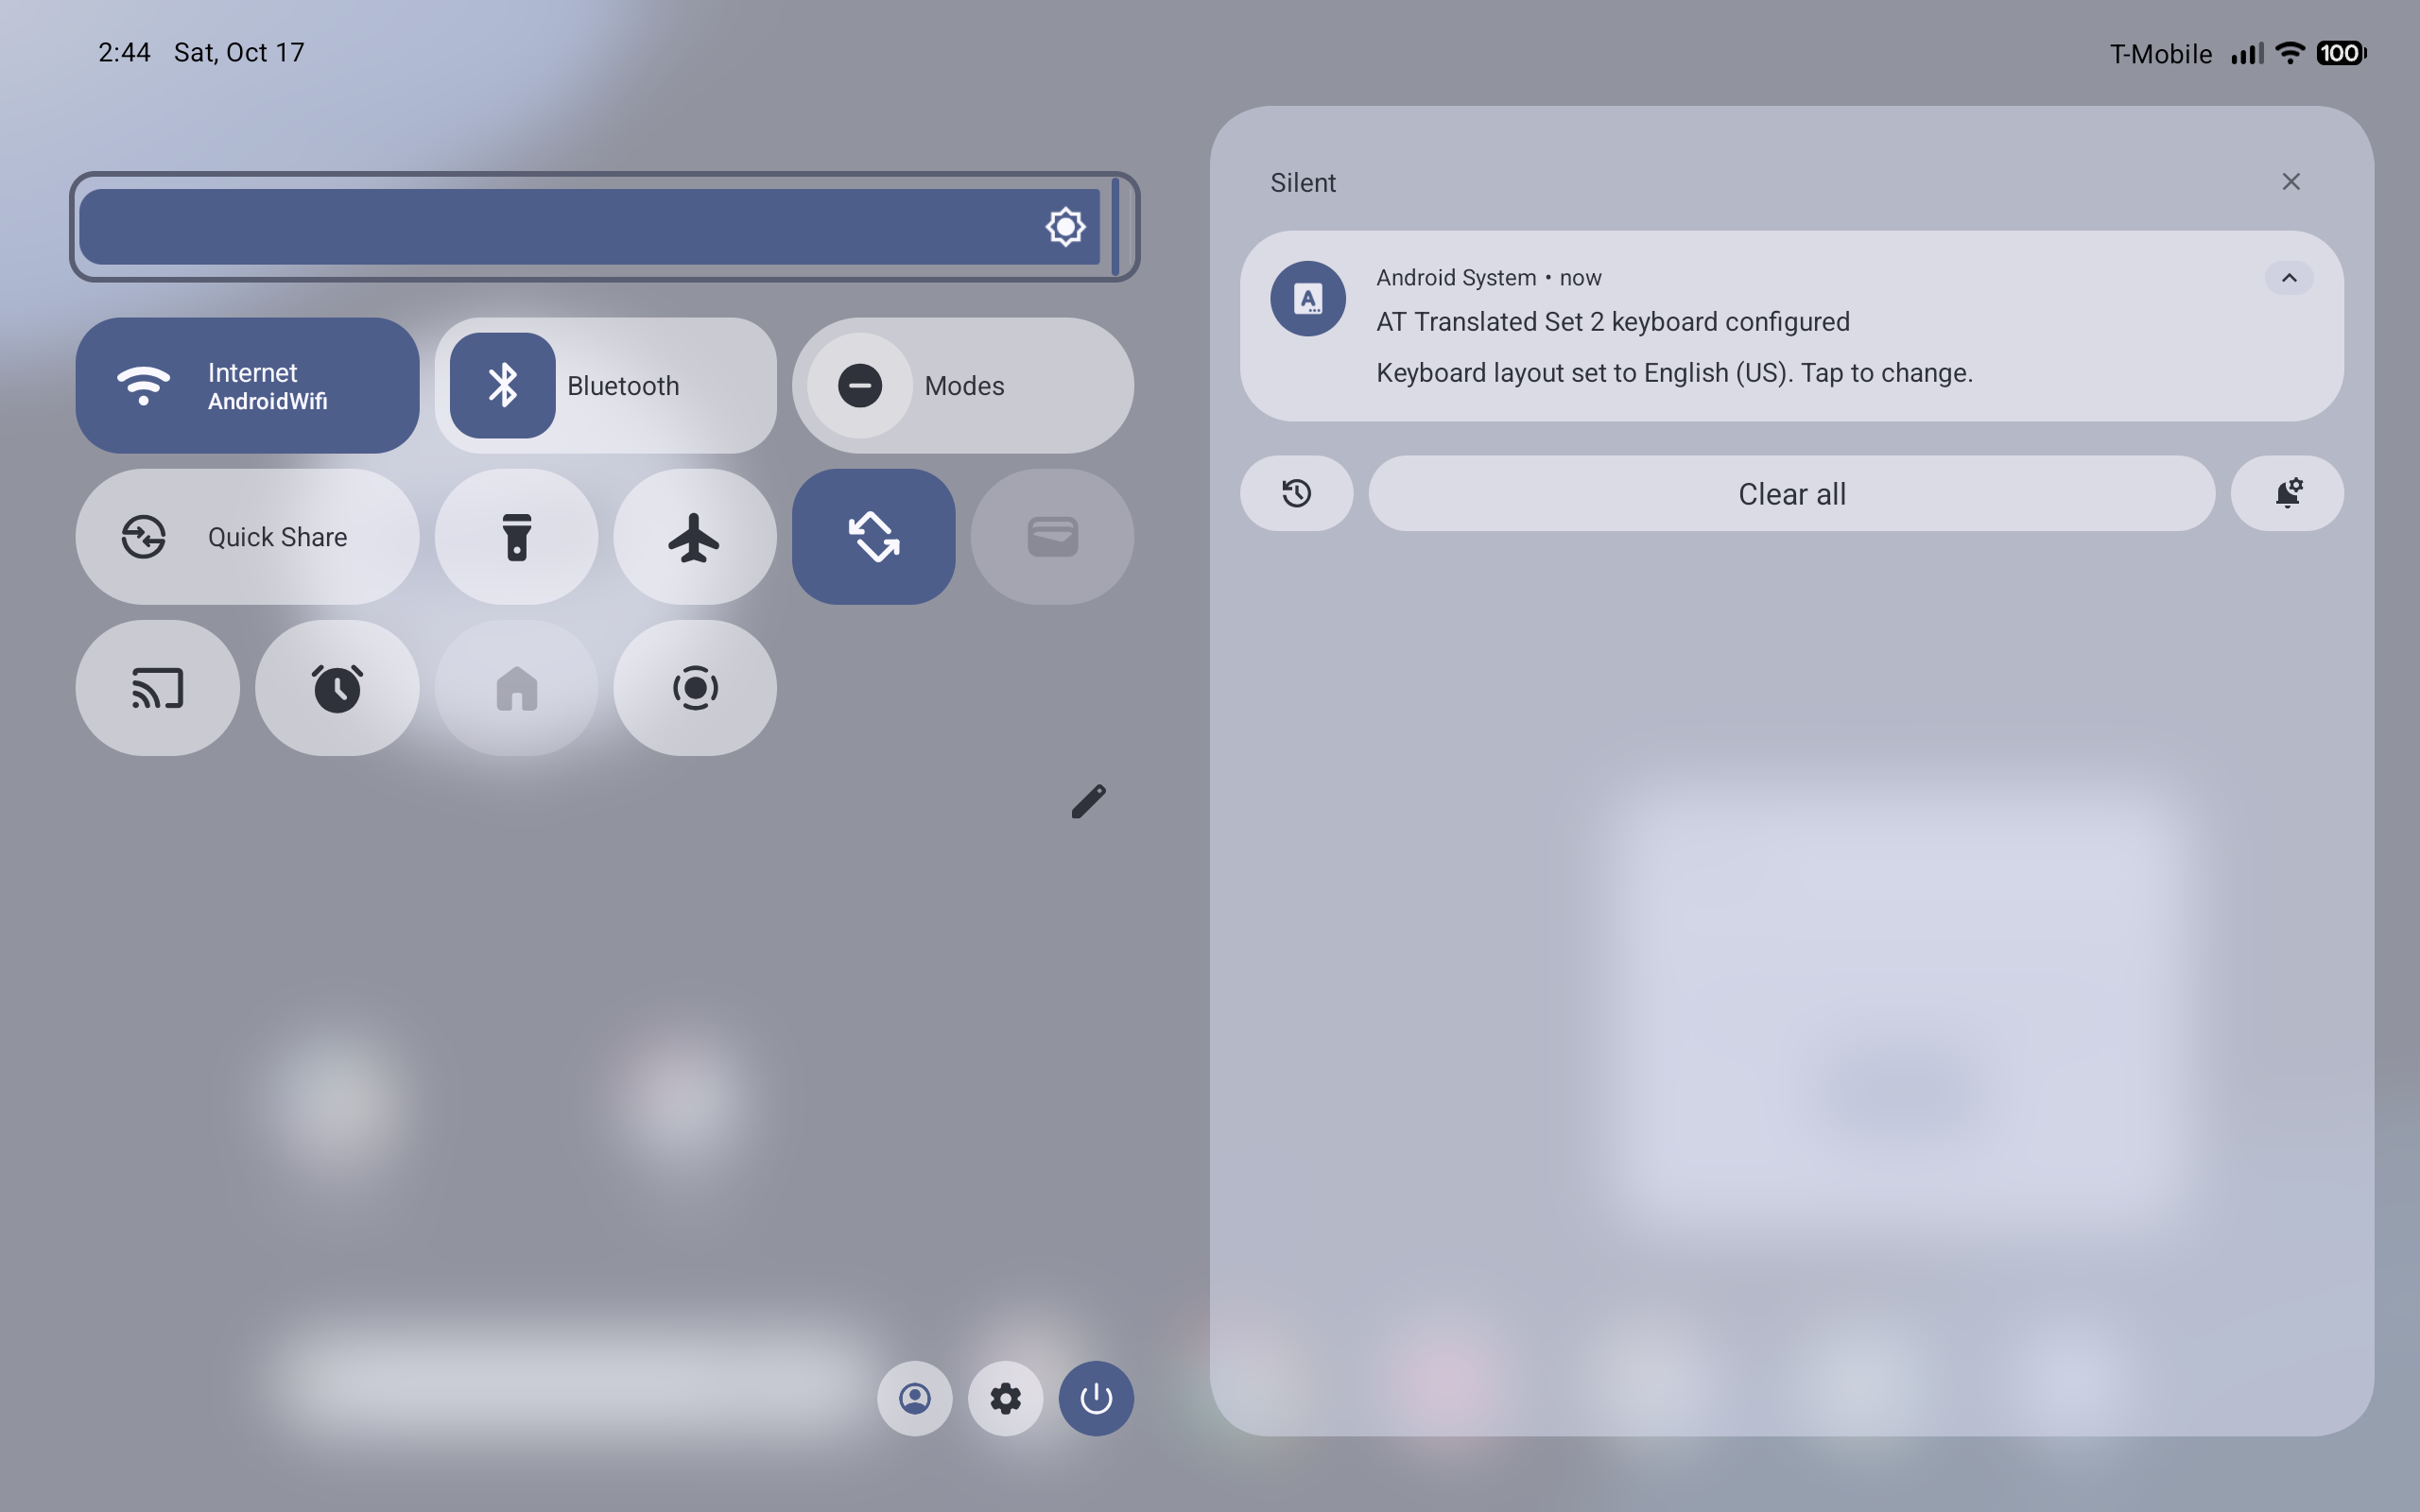 2:44 Sat, Oct 17
T-Mobile 100
Silent
Android System • now
AT Translated Set 2 keyboard configured
Keyboard layout set to English (US). Tap to change.
Clear all
Internet
AndroidWifi
Bluetooth
Modes
Quick Share